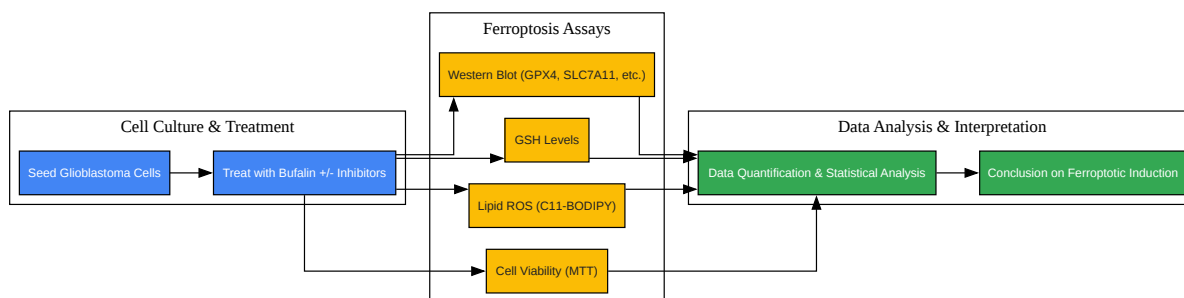 Ferroptosis Assays
Western Blot (GPX4, SLC7A11, etc.)
Cell Culture & Treatment
Data Analysis & Interpretation
GSH Levels
Seed Glioblastoma Cells
Treat with Bufalin +/- Inhibitors
Data Quantification & Statistical Analysis
Conclusion on Ferroptotic Induction
Lipid ROS (C11-BODIPY)
Cell Viability (MTT)